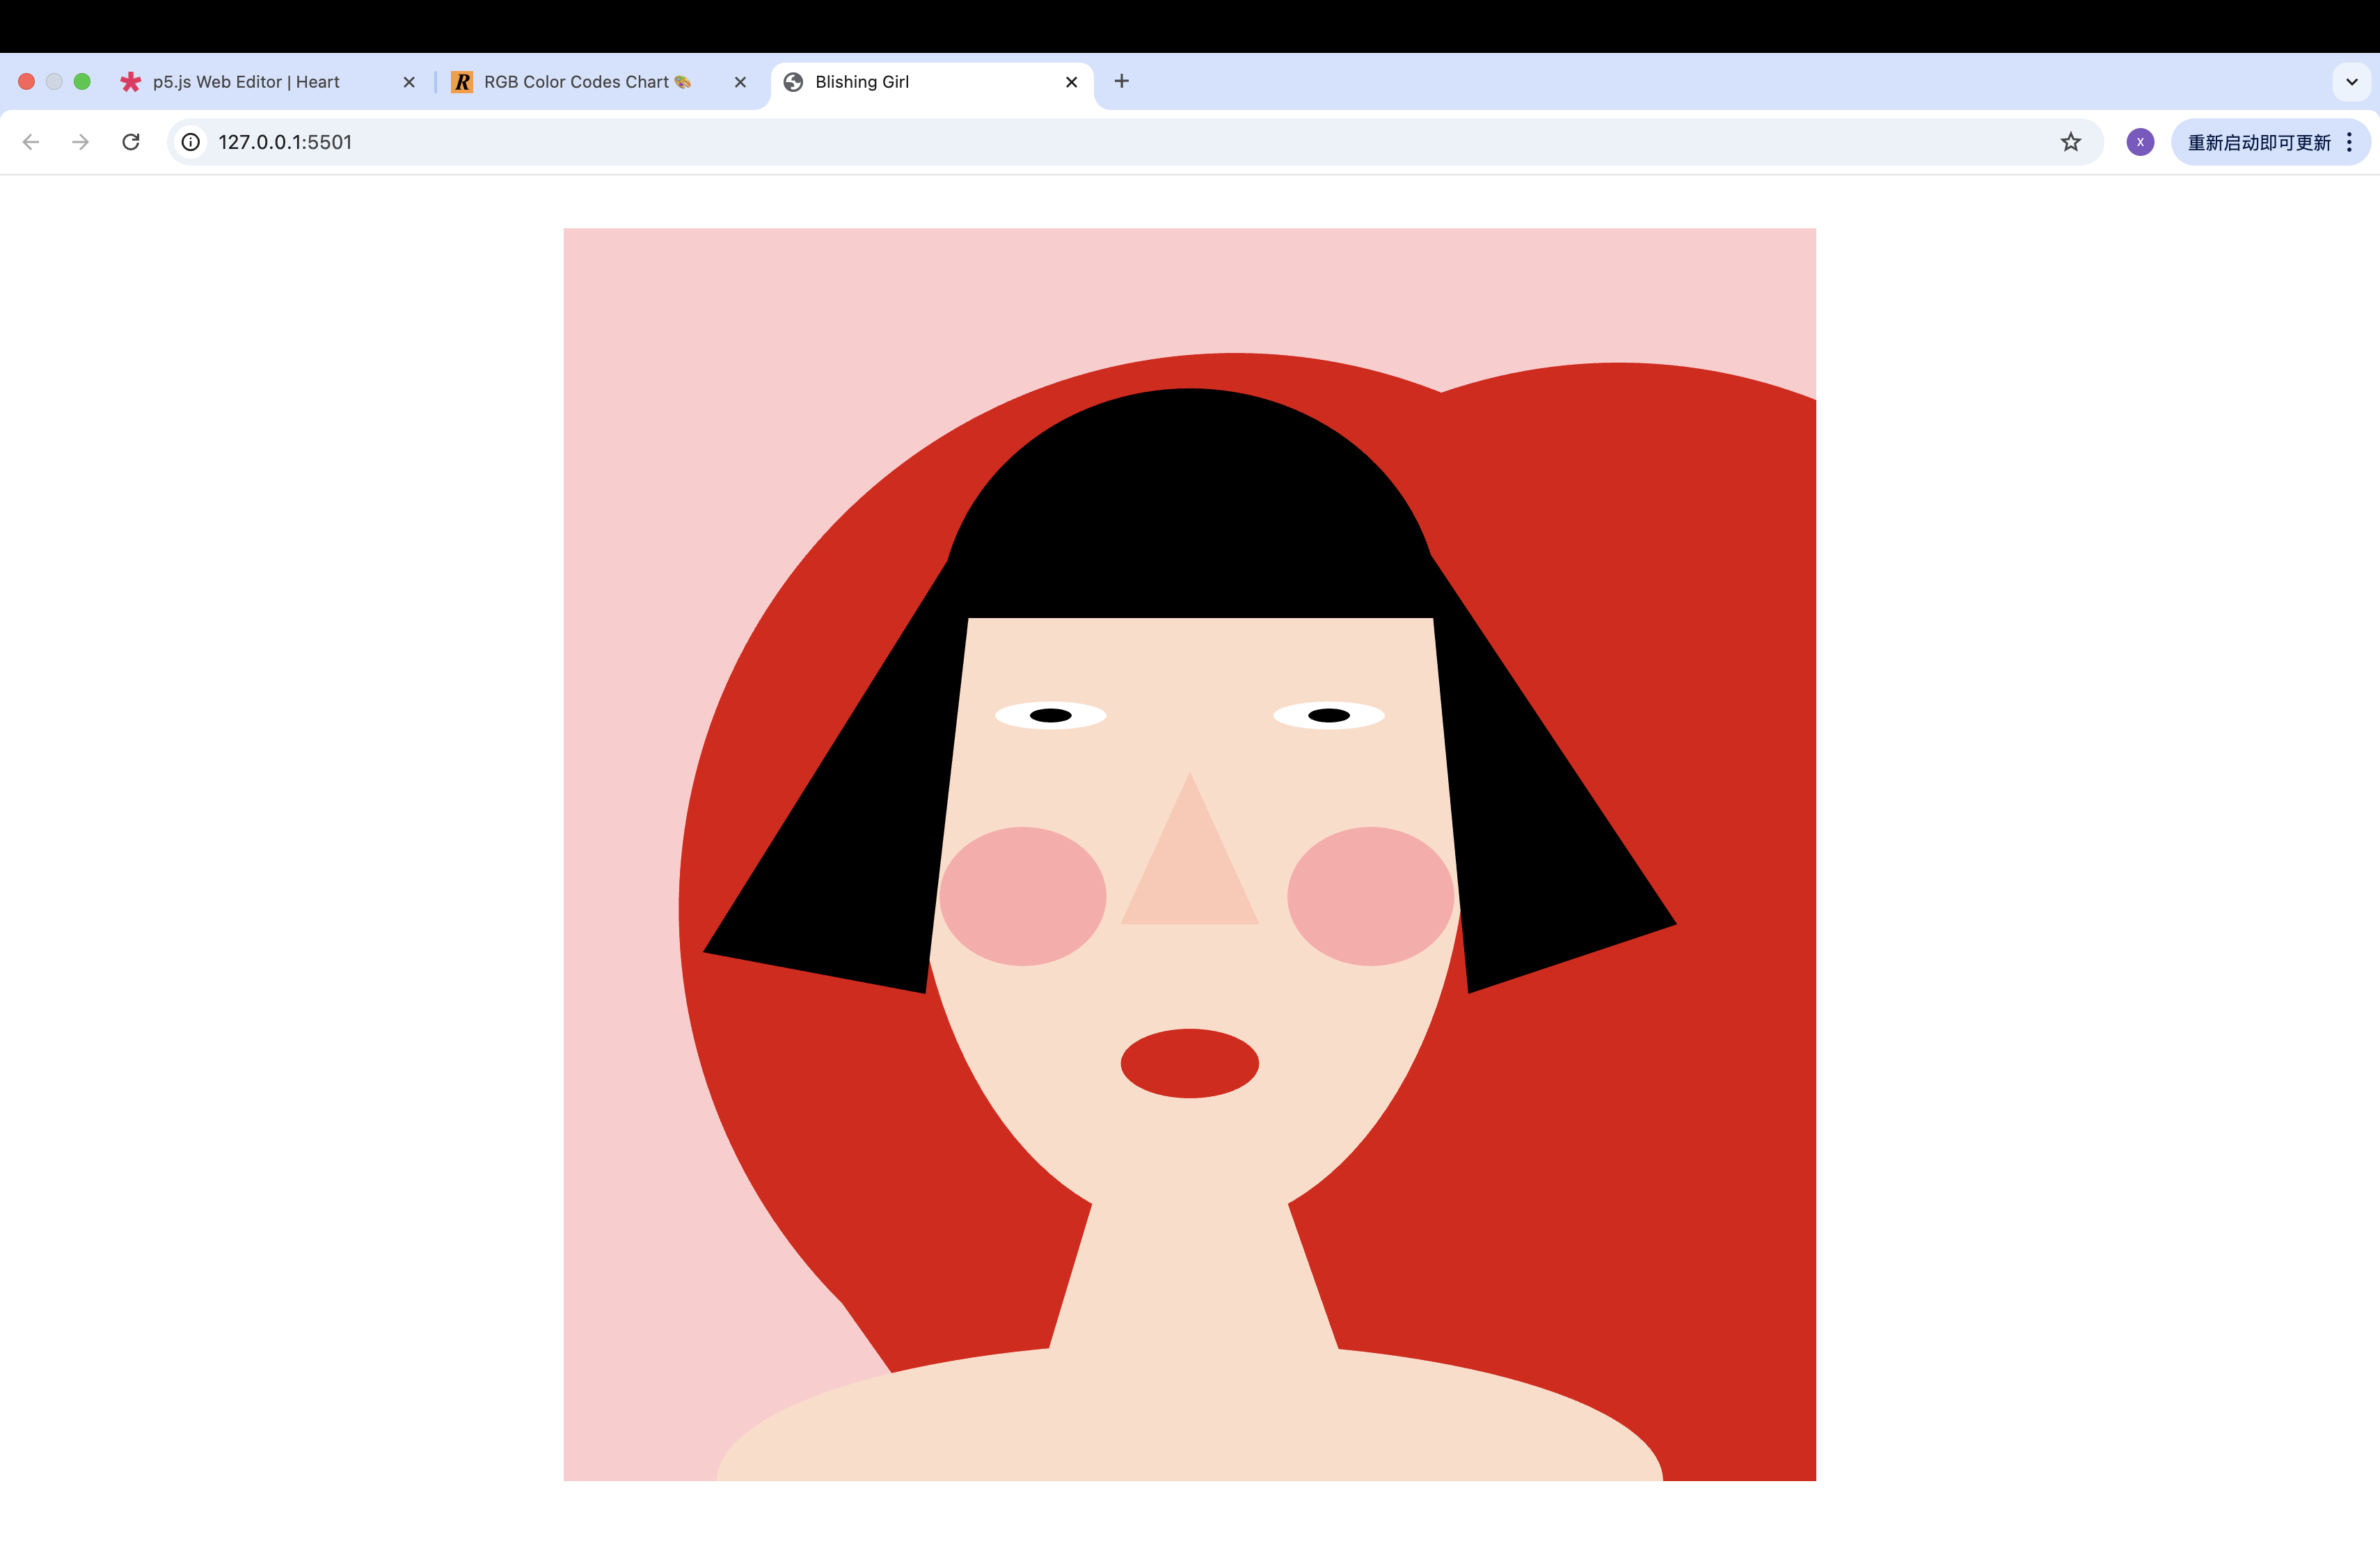 p5.js Web Editor | Heart
R RGB Color Codes Chart 🎨
Blishing Girl
127.0.0.1:5501
X
重新启动即可更新